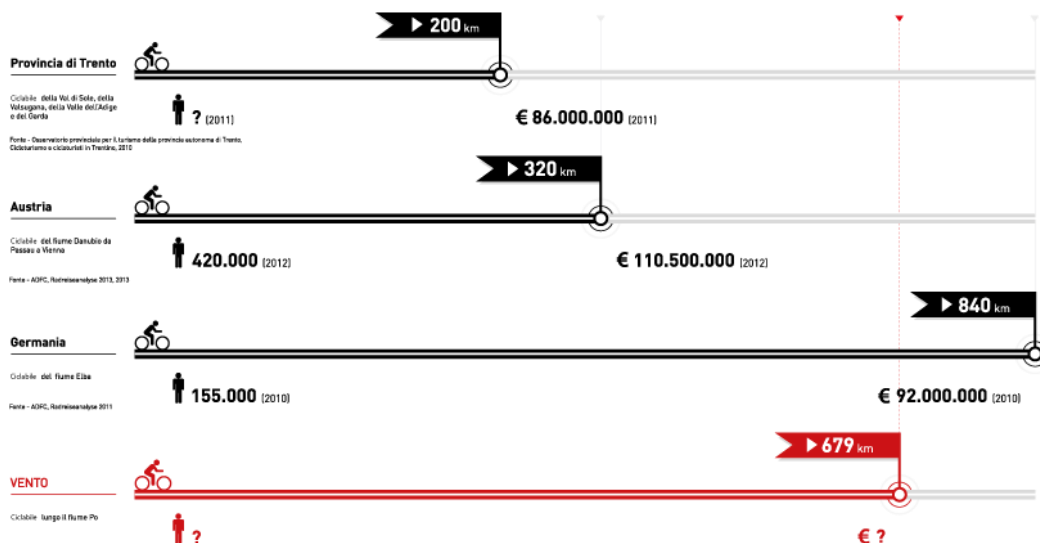 ▶ 200 km
Provincia di Trento
Ciclabile della Val di Sole, della
Valsugana, della Valle dell'Adige
e del Garda
? (2011)
€ 86.000.000 (2011)
Fonte - Osservatorio provinciale per il turismo della provincia autonoma di Trento,
Cicloturismo e cicloturisti in Trentino, 2010
▶ 320 km
Austria
Ciclabile del fiume Danubio da
Passau a Vienna
420.000 (2012)
€ 110.500.000 (2012)
Fonte - ADFC, Radreiseanalyse 2013, 2013
▶ 840 km
Germania
Ciclabile del fiume Elba
155.000 (2010)
€ 92.000.000 (2010)
Fonte - ADFC, Radreiseanalyse 2011
▶ 679 km
VENTO
Ciclabile lungo il fiume Po
?
€ ?